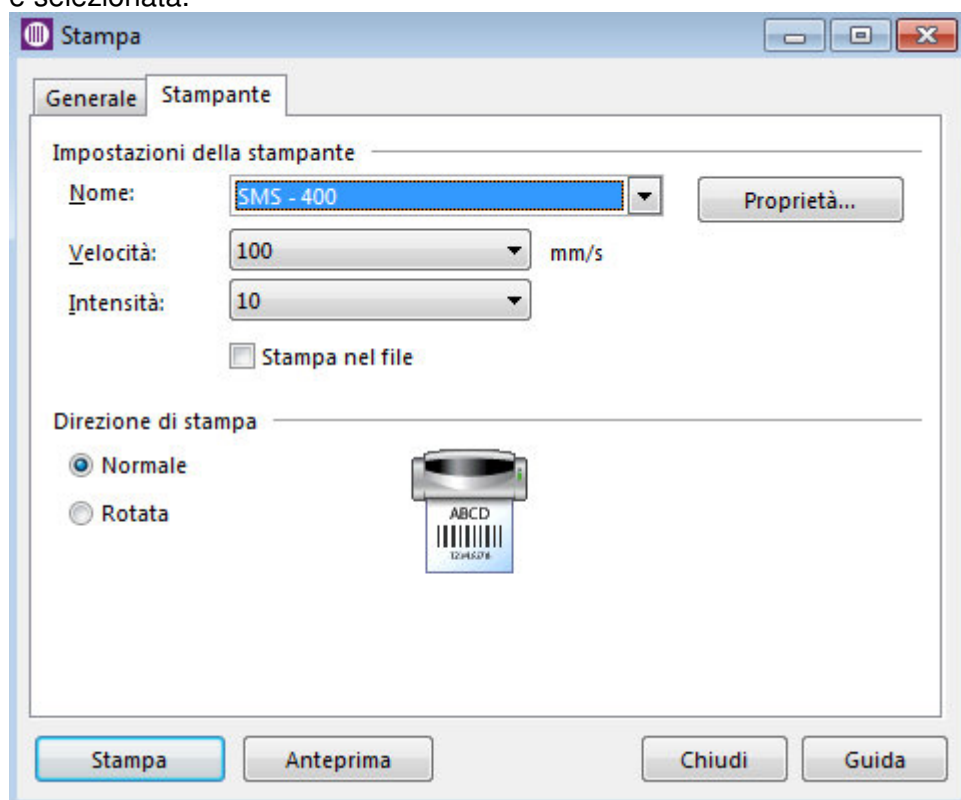 è selezionata.
Stampa
Generale Stampante
Impostazioni della stampante
Nome: SMS - 400 Proprietà...
Velocità: 100 mm/s
Intensità: 10
Stampa nel file
Direzione di stampa
Normale
Rotata
ABCD
Stampa Anteprima Chiudi Guida